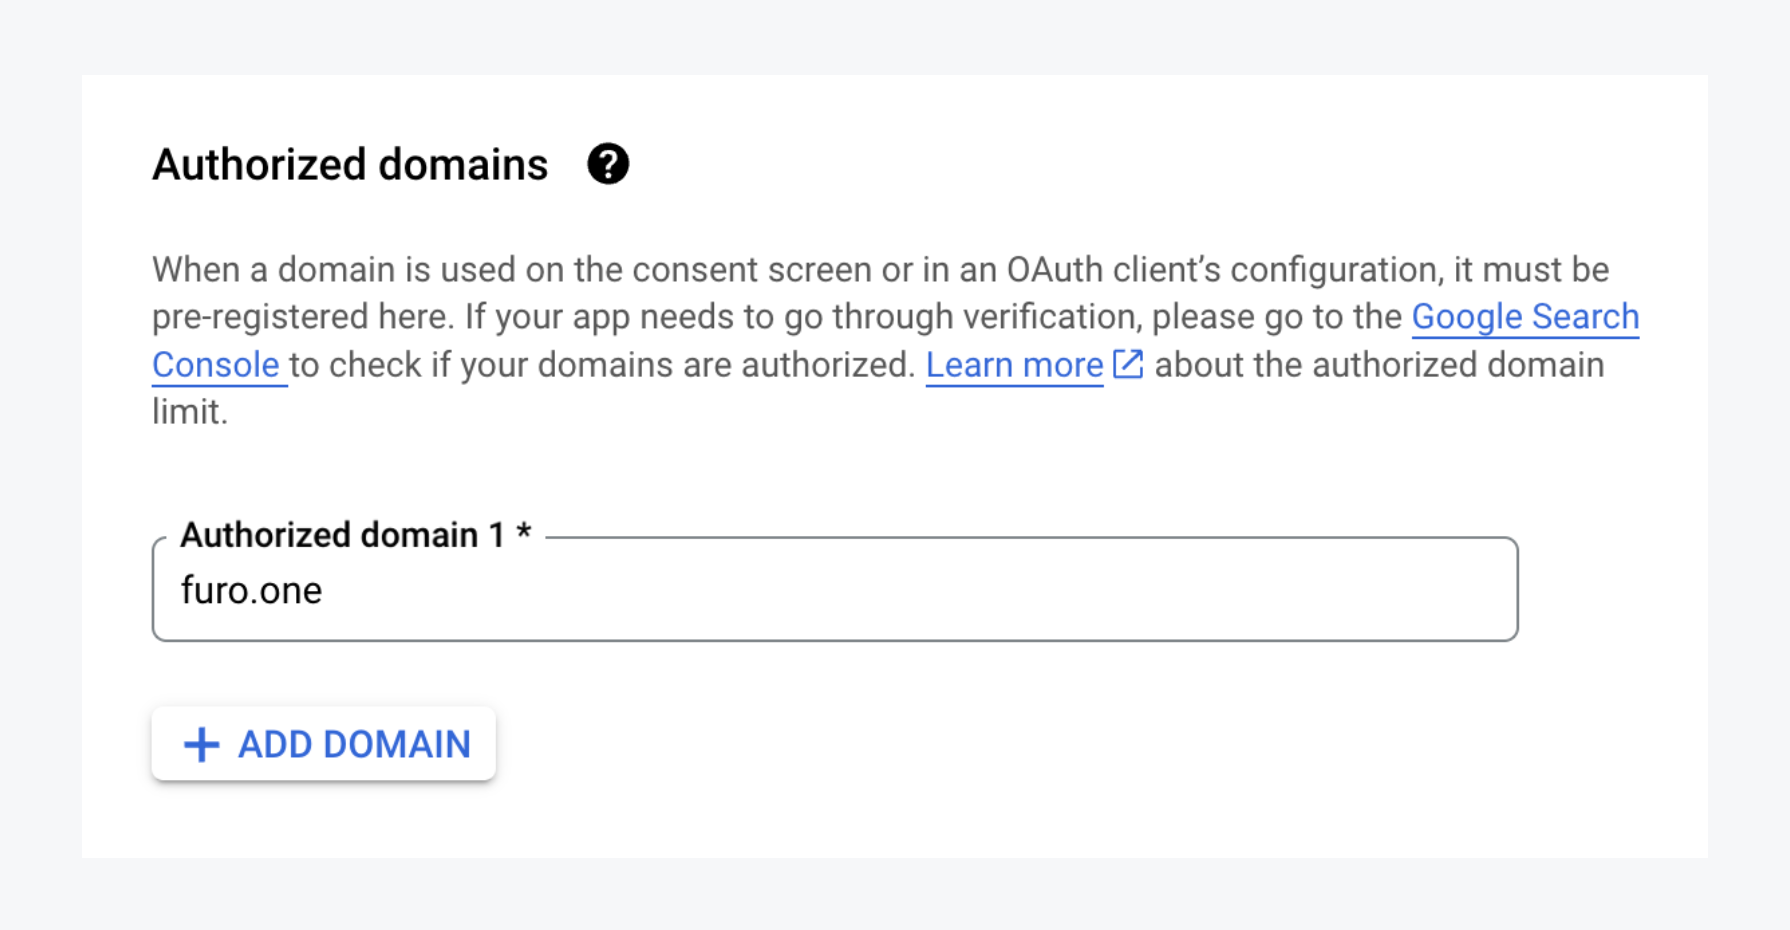 Authorized domains ?
When a domain is used on the consent screen or in an OAuth client’s configuration, it must be
pre-registered here. If your app needs to go through verification, please go to the Google Search
Console to check if your domains are authorized. Learn more about the authorized domain
limit.
Authorized domain 1 *
furo.one
+ ADD DOMAIN